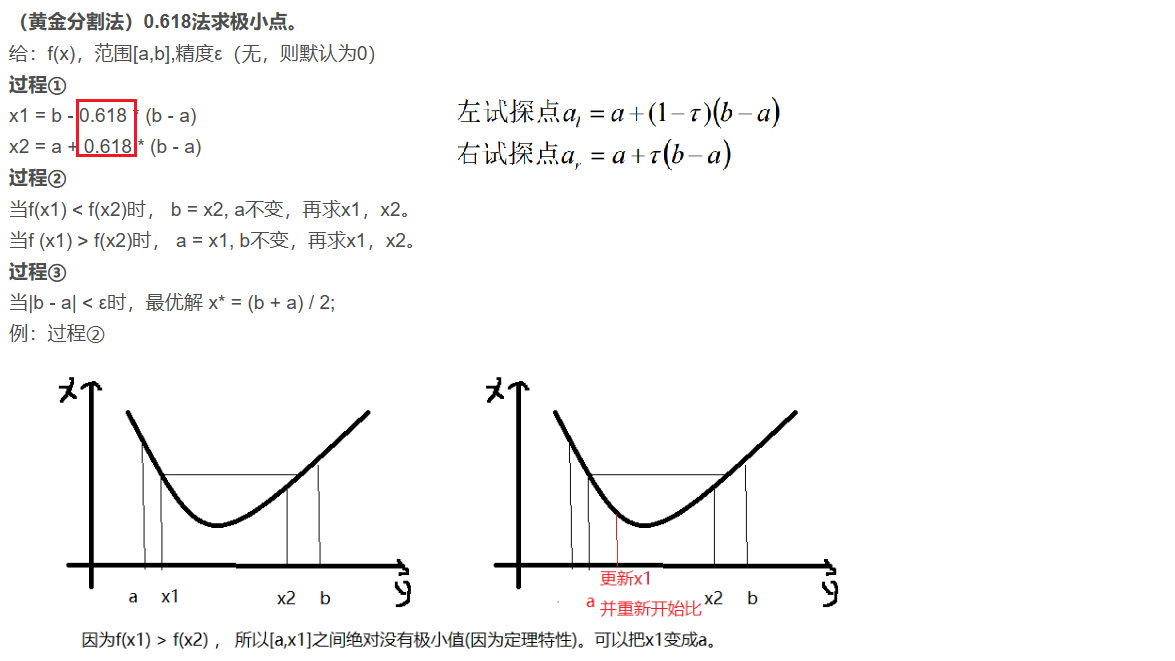 （黄金分割法）0.618法求极小点。
给：f(x)，范围[a,b],精度ε（无，则默认为0）
过程①
x1 = b - 0.618 * (b - a)
x2 = a + 0.618 * (b - a)
左试探点a_l = a + (1 − τ)(b − a)
右试探点a_r = a + τ(b − a)
过程②
当f(x1) < f(x2)时， b = x2, a不变，再求x1，x2。
当f (x1) > f(x2)时， a = x1, b不变，再求x1，x2。
过程③
当|b - a| < ε时，最优解 x* = (b + a) / 2;
例：过程②
x
x
a x1 x2 b y
更新x1
a 并重新开始比 x2 b y
因为f(x1) > f(x2) ， 所以[a,x1]之间绝对没有极小值(因为定理特性)。可以把x1变成a。